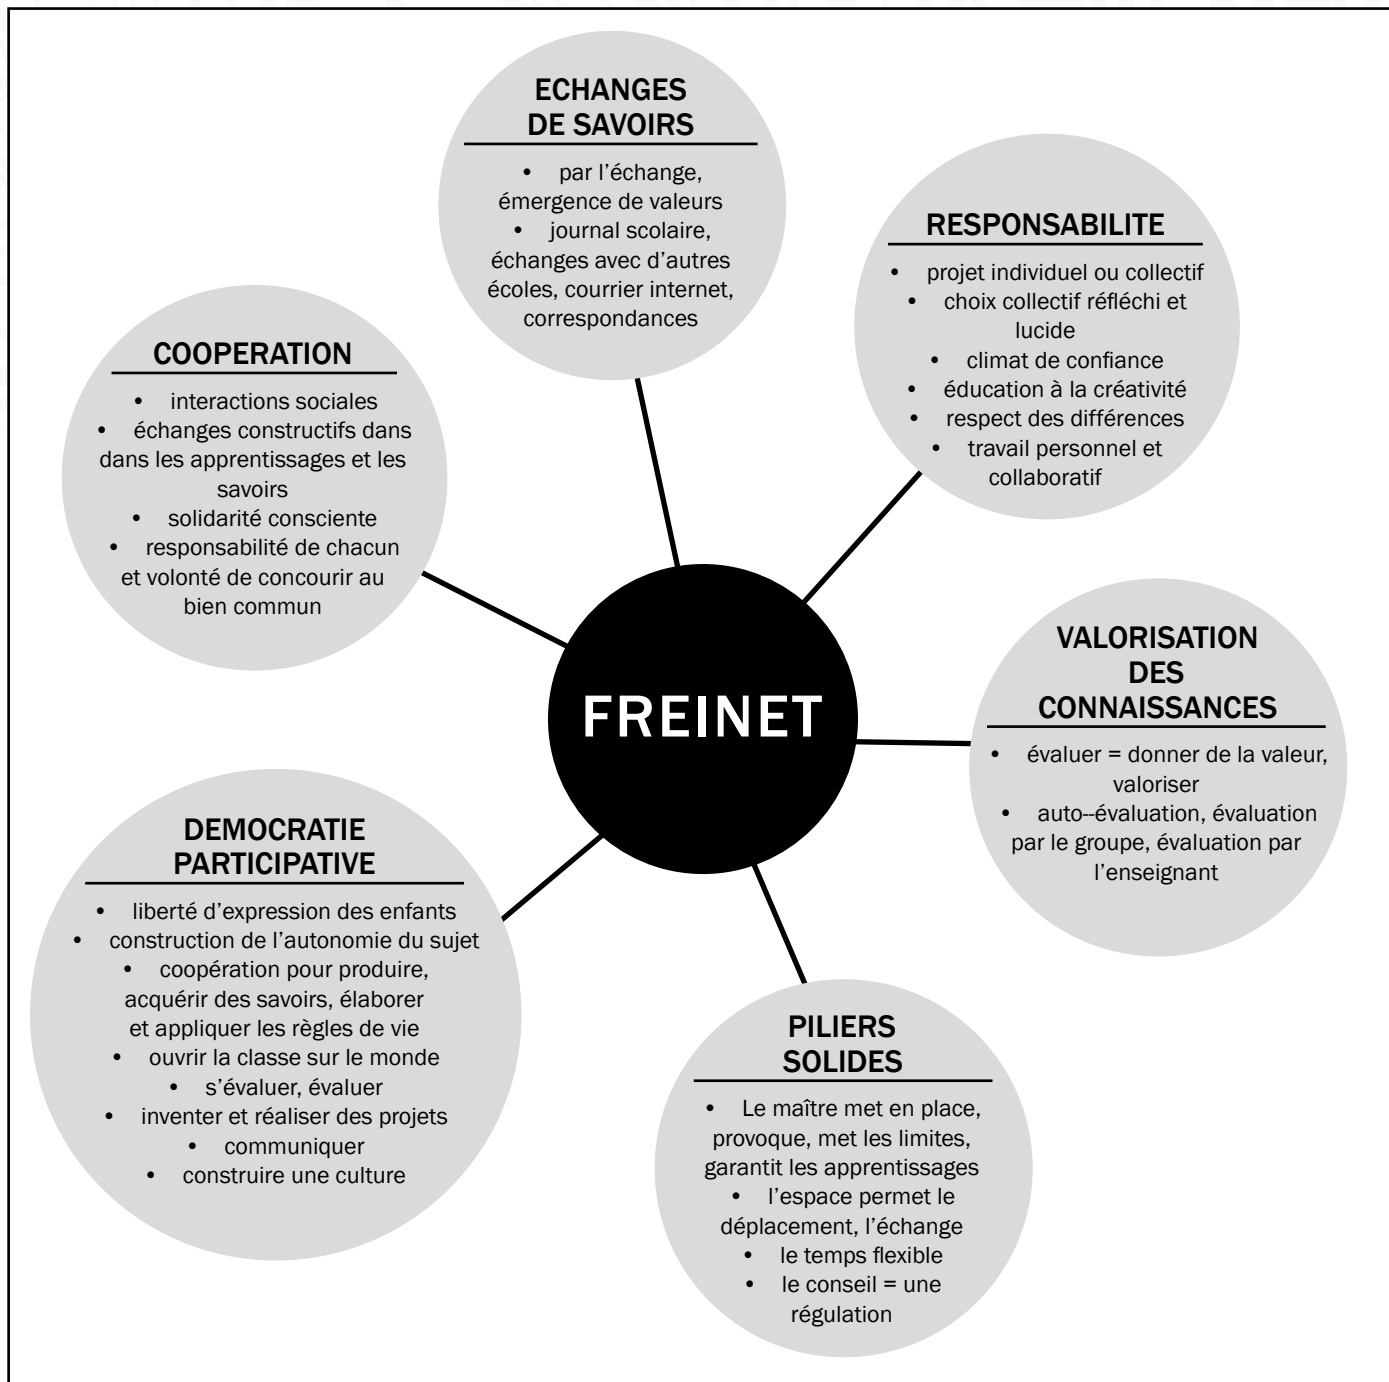 ECHANGES
DE SAVOIRS
• par l’échange,
émergence de valeurs
• journal scolaire,
échanges avec d’autres
écoles, courrier internet,
correspondances
RESPONSABILITE
• projet individuel ou collectif
• choix collectif réfléchi et
lucide
• climat de confiance
• éducation à la créativité
• respect des différences
• travail personnel et
collaboratif
COOPERATION
• interactions sociales
• échanges constructifs dans
dans les apprentissages et les
savoirs
• solidarité consciente
• responsabilité de chacun
et volonté de concourir au
bien commun
FREINET
VALORISATION
DES
CONNAISSANCES
• évaluer = donner de la valeur,
valoriser
• auto--évaluation, évaluation
par le groupe, évaluation par
l’enseignant
DEMOCRATIE
PARTICIPATIVE
• liberté d’expression des enfants
• construction de l’autonomie du sujet
• coopération pour produire,
acquérir des savoirs, élaborer
et appliquer les règles de vie
• ouvrir la classe sur le monde
• s’évaluer, évaluer
• inventer et réaliser des projets
• communiquer
• construire une culture
PILIERS
SOLIDES
• Le maître met en place,
provoque, met les limites,
garantit les apprentissages
• l’espace permet le
déplacement, l’échange
• le temps flexible
• le conseil = une
régulation